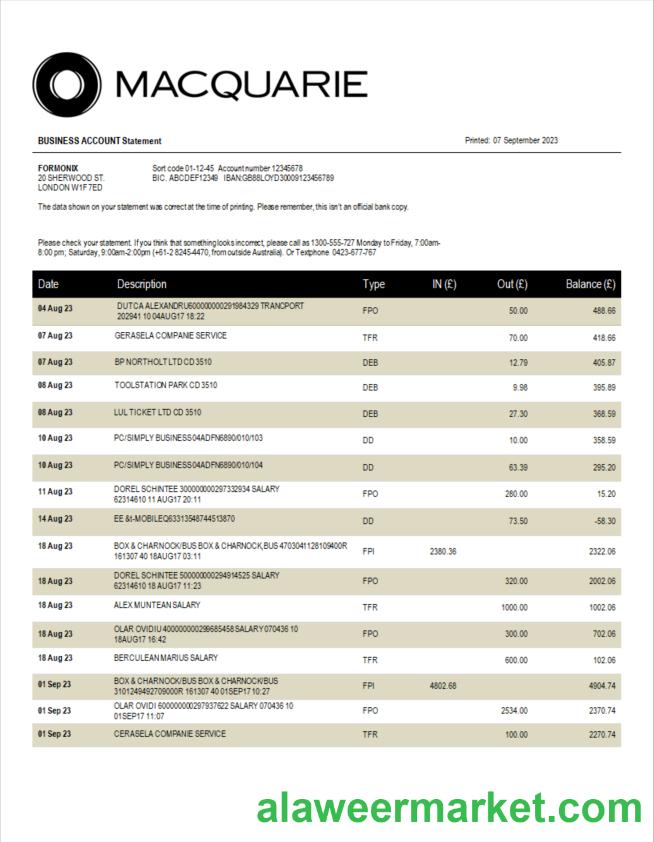 MACQUARIE
BUSINESS ACCOUNT Statement Printed: 07 September 2023
FORMONIX Sort code 01-12-45 Account number 12345678
20 SHERWOOD ST. BIC. ABCDEF12349 IBAN:GB88LOYD30009123456789
LONDON W1F 7ED
The data shown on your statement was correct at the time of printing. Please remember, this isn't an official bank copy.
Please check your statement. If you think that something looks incorrect, please call as 1300-555-727 Monday to Friday, 7:00am-
8:00 pm; Saturday, 9:00am-2:00pm (+61-2 8245-4470, from outside Australia). Or Textphone 0423-677-767
Date Description Type IN (£) Out (£) Balance (£)
04 Aug 23 DUTCA ALEXANDRU600000000291984329 TRANCPORT FPO 50.00 488.66
202941 10 04AUG17 18:22
07 Aug 23 GERASELA COMPANIE SERVICE TFR 70.00 418.66
07 Aug 23 BP NORTHOLT LTD CD 3510 DEB 12.79 405.87
08 Aug 23 TOOLSTATION PARK CD 3510 DEB 9.98 395.89
08 Aug 23 LUL TICKET LTD CD 3510 DEB 27.30 368.59
10 Aug 23 PC/SIMPLY BUSINESS04ADFN6890/010/103 DD 10.00 358.59
10 Aug 23 PC/SIMPLY BUSINESS04ADFN6890/010/104 DD 63.39 295.20
11 Aug 23 DOREL SCHINTEE 300000000297332934 SALARY FPO 280.00 15.20
62314610 11 AUG17 20:11
14 Aug 23 EE &t-MOBILEQ63313548744513870 DD 73.50 -58.30
18 Aug 23 BOX & CHARNOCK/BUS BOX & CHARNOCK,BUS 4703041128109400R FPI 2380.36 2322.06
161307 40 18AUG17 03:11
18 Aug 23 DOREL SCHINTEE 500000000294914525 SALARY FPO 320.00 2002.06
62314610 18 AUG17 11:23
18 Aug 23 ALEX MUNTEAN SALARY TFR 1000.00 1002.06
18 Aug 23 OLAR OVIDIU 400000000299685458 SALARY 070436 10 FPO 300.00 702.06
18AUG17 16:42
18 Aug 23 BERCULEAN MARIUS SALARY TFR 600.00 102.06
01 Sep 23 BOX & CHARNOCK/BUS BOX & CHARNOCK/BUS FPI 4802.68 4904.74
3101249492709000R 161307 40 01SEP17 10:27
01 Sep 23 OLAR OVIDI 600000000297937622 SALARY 070436 10 FPO 2534.00 2370.74
01SEP17 11:07
01 Sep 23 CERASELA COMPANIE SERVICE TFR 100.00 2270.74
alaweermarket.com